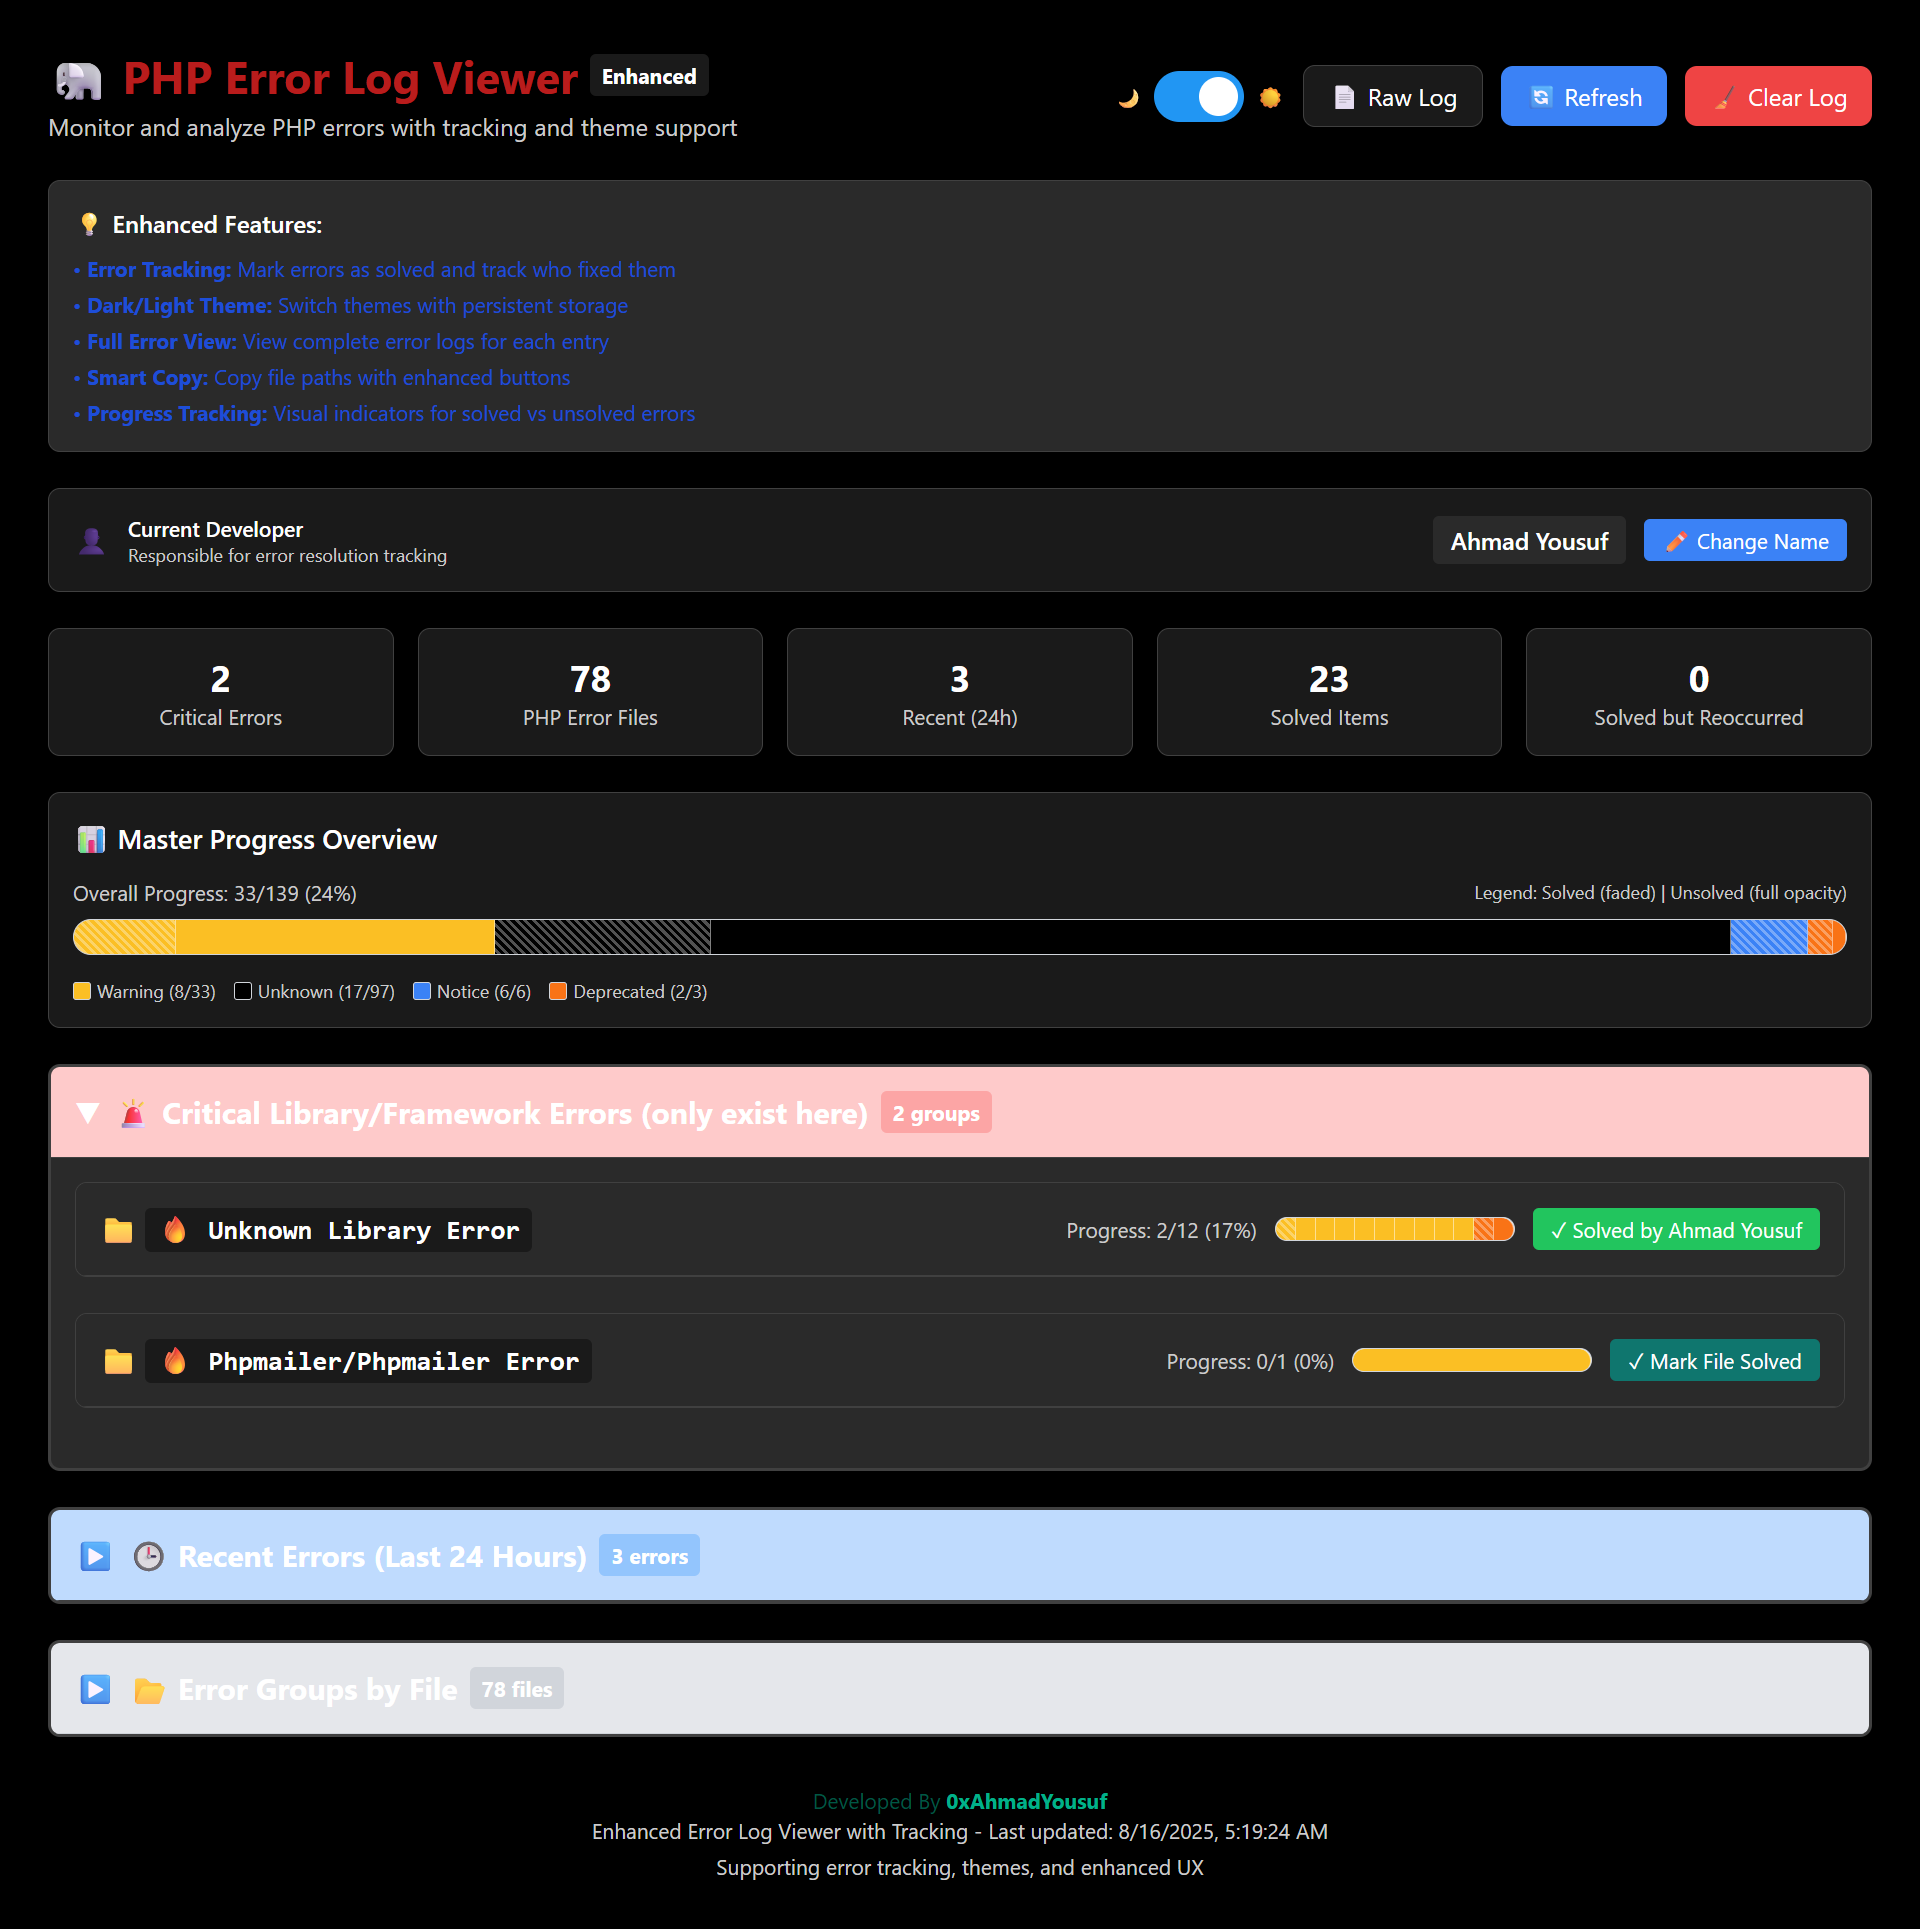 PHP Error Log Viewer Enhanced
Monitor and analyze PHP errors with tracking and theme support
Raw Log
Refresh
Clear Log
Enhanced Features:
• Error Tracking: Mark errors as solved and track who fixed them
• Dark/Light Theme: Switch themes with persistent storage
• Full Error View: View complete error logs for each entry
• Smart Copy: Copy file paths with enhanced buttons
• Progress Tracking: Visual indicators for solved vs unsolved errors
Current Developer
Responsible for error resolution tracking
Ahmad Yousuf
Change Name
2
Critical Errors
78
PHP Error Files
3
Recent (24h)
23
Solved Items
0
Solved but Reoccurred
Master Progress Overview
Overall Progress: 33/139 (24%)
Legend: Solved (faded) | Unsolved (full opacity)
Warning (8/33)
Unknown (17/97)
Notice (6/6)
Deprecated (2/3)
Critical Library/Framework Errors (only exist here) 2 groups
Unknown Library Error
Progress: 2/12 (17%)
✓ Solved by Ahmad Yousuf
Phpmailer/Phpmailer Error
Progress: 0/1 (0%)
✓ Mark File Solved
Recent Errors (Last 24 Hours) 3 errors
Error Groups by File 78 files
Developed By 0xAhmadYousuf
Enhanced Error Log Viewer with Tracking - Last updated: 8/16/2025, 5:19:24 AM
Supporting error tracking, themes, and enhanced UX